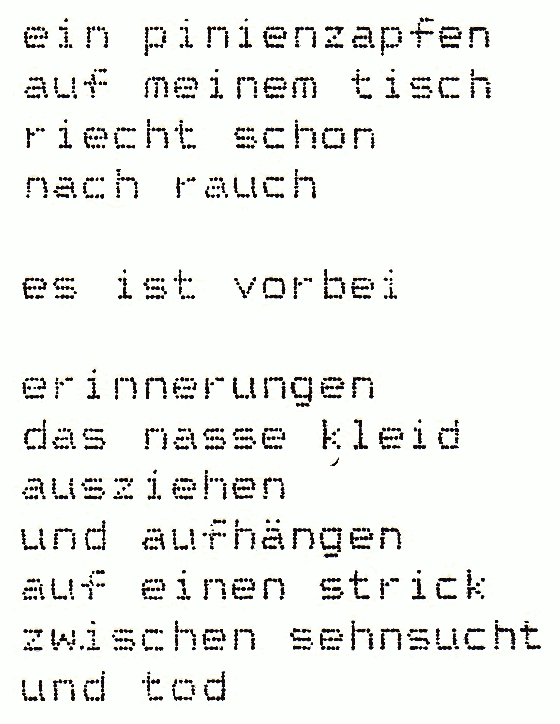 ein pinienzapfen
auf meinem tisch
riecht schon
nach rauch
es ist vorbei
erinnerungen
das nasse kleid
ausziehen
und aufhängen
auf einen strick
zwischen sehnsucht
und tod